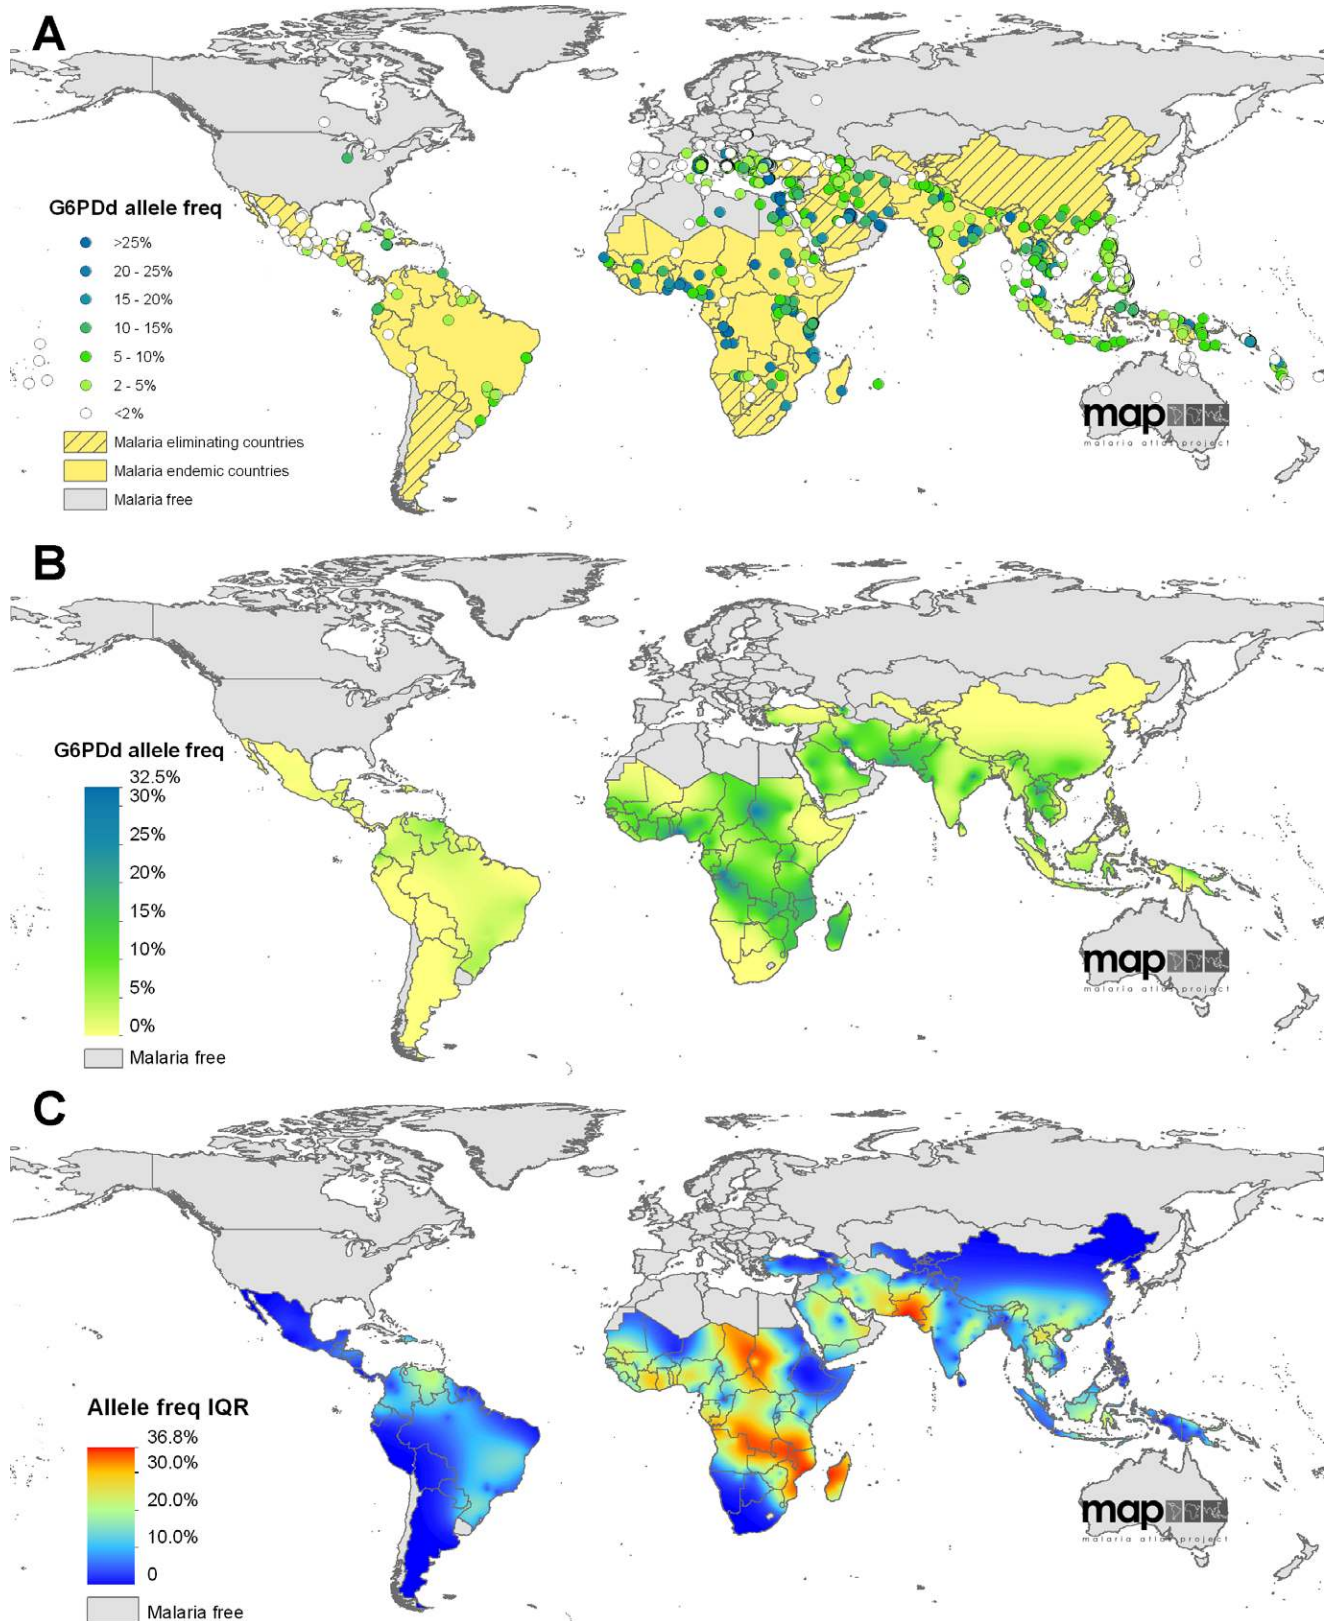 A
G6PDd allele freq
>25%
20 - 25%
15 - 20%
10 - 15%
5 - 10%
2 - 5%
<2%
Malaria eliminating countries
Malaria endemic countries
Malaria free
map
malaria atlas project
B
G6PDd allele freq
32.5%
30%
25%
20%
15%
10%
5%
0%
Malaria free
map
malaria atlas project
C
Allele freq IQR
36.8%
30.0%
20.0%
10.0%
0
Malaria free
map
malaria atlas project